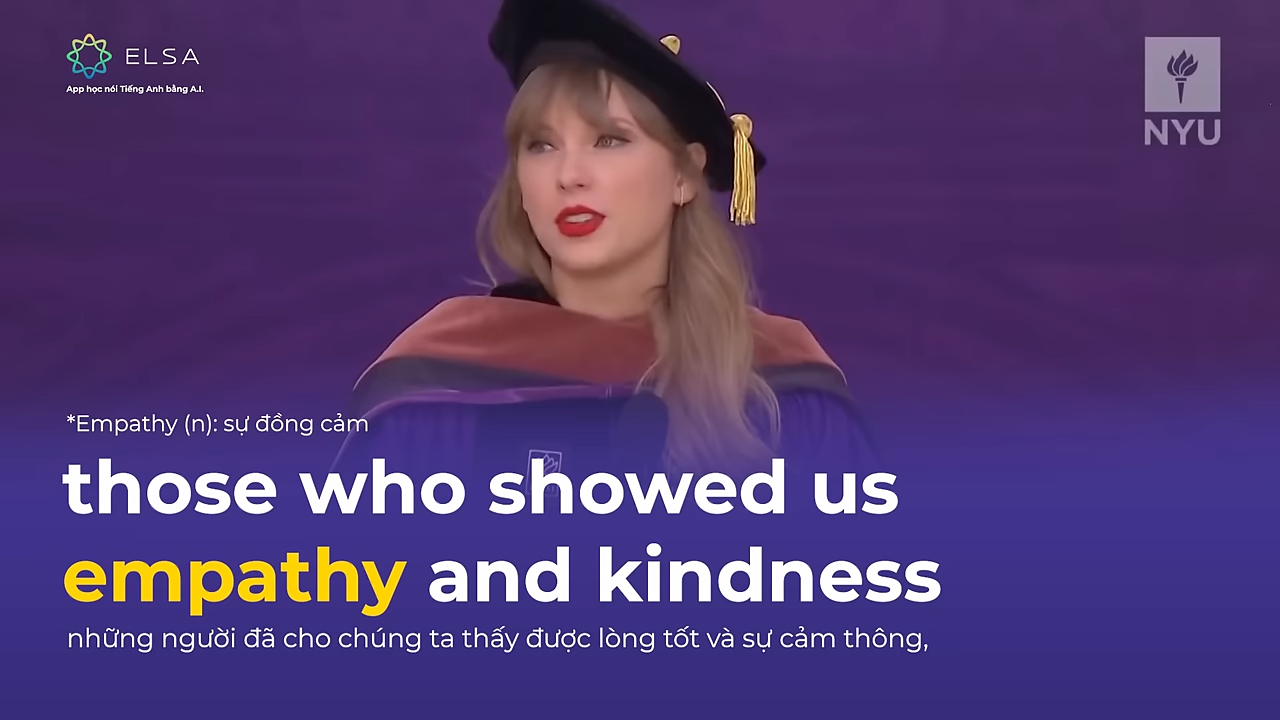 ELSA
App học nói Tiếng Anh bằng A.I.
NYU
*Empathy (n): sự đồng cảm
those who showed us
empathy and kindness
những người đã cho chúng ta thấy được lòng tốt và sự cảm thông,